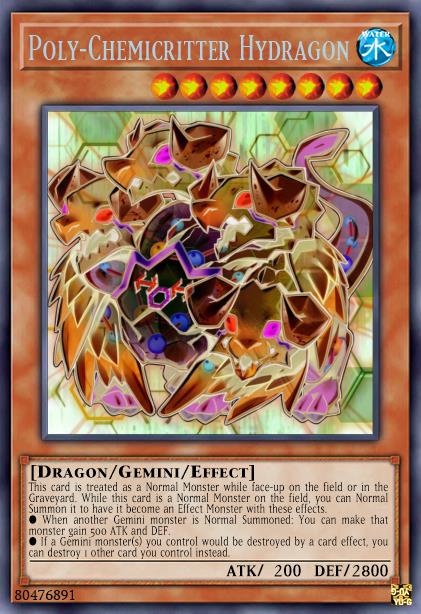 Poly-Chemicritter Hydragon
WATER
水
[Dragon/Gemini/Effect]
This card is treated as a Normal Monster while face-up on the field or in the
Graveyard. While this card is a Normal Monster on the field, you can Normal
Summon it to have it become an Effect Monster with these effects.
● When another Gemini monster is Normal Summoned: You can make that
monster gain 500 ATK and DEF.
● If a Gemini monster(s) you control would be destroyed by a card effect, you
can destroy 1 other card you control instead.
ATK/ 200 DEF/2800
80476891